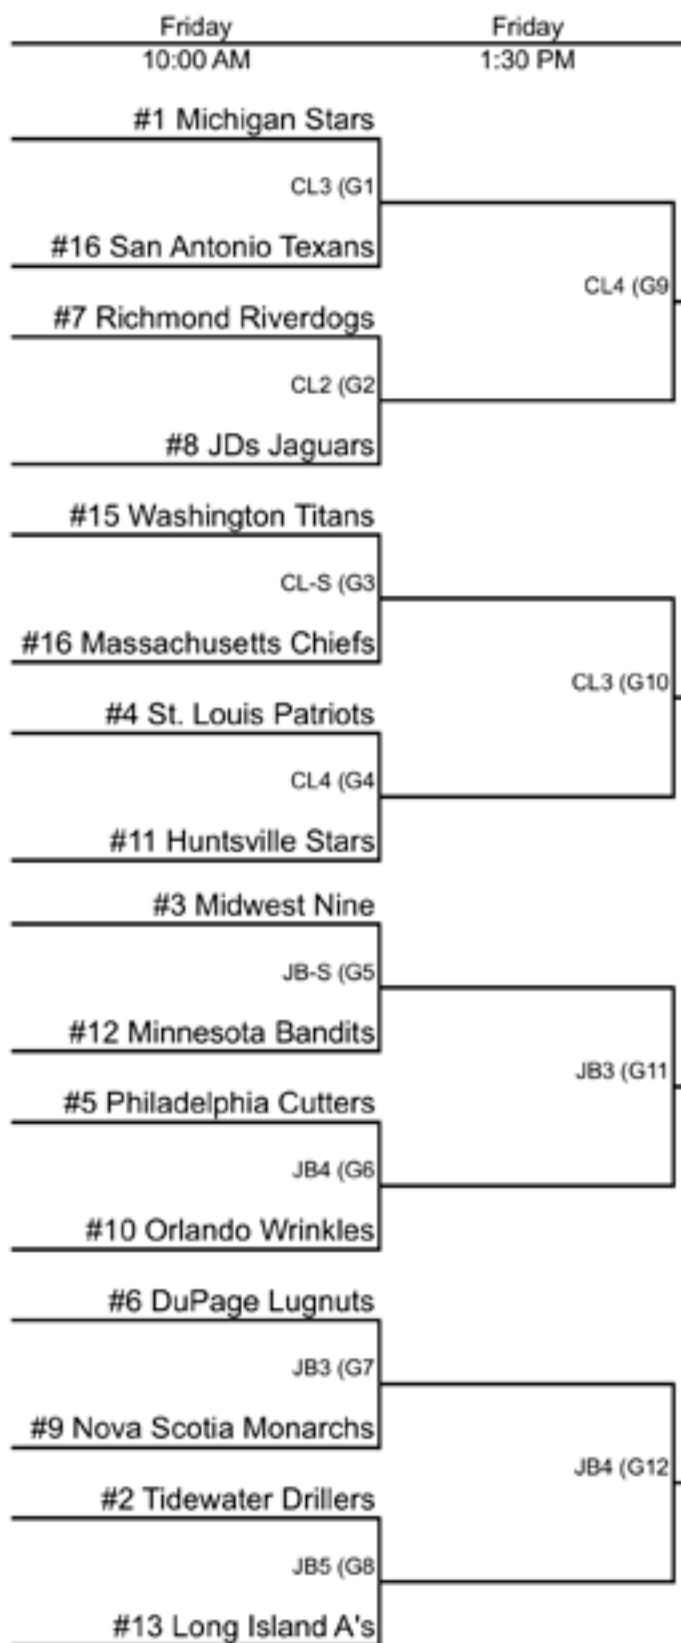 Friday Friday
10:00 AM 1:30 PM
#1 Michigan Stars
CL3 (G1
#16 San Antonio Texans
CL4 (G9
#7 Richmond Riverdogs
CL2 (G2
#8 JDs Jaguars
#15 Washington Titans
CL-S (G3
#16 Massachusetts Chiefs
CL3 (G10
#4 St. Louis Patriots
CL4 (G4
#11 Huntsville Stars
#3 Midwest Nine
JB-S (G5
#12 Minnesota Bandits
JB3 (G11
#5 Philadelphia Cutters
JB4 (G6
#10 Orlando Wrinkles
#6 DuPage Lugnuts
JB3 (G7
#9 Nova Scotia Monarchs
JB4 (G12
#2 Tidewater Drillers
JB5 (G8
#13 Long Island A's